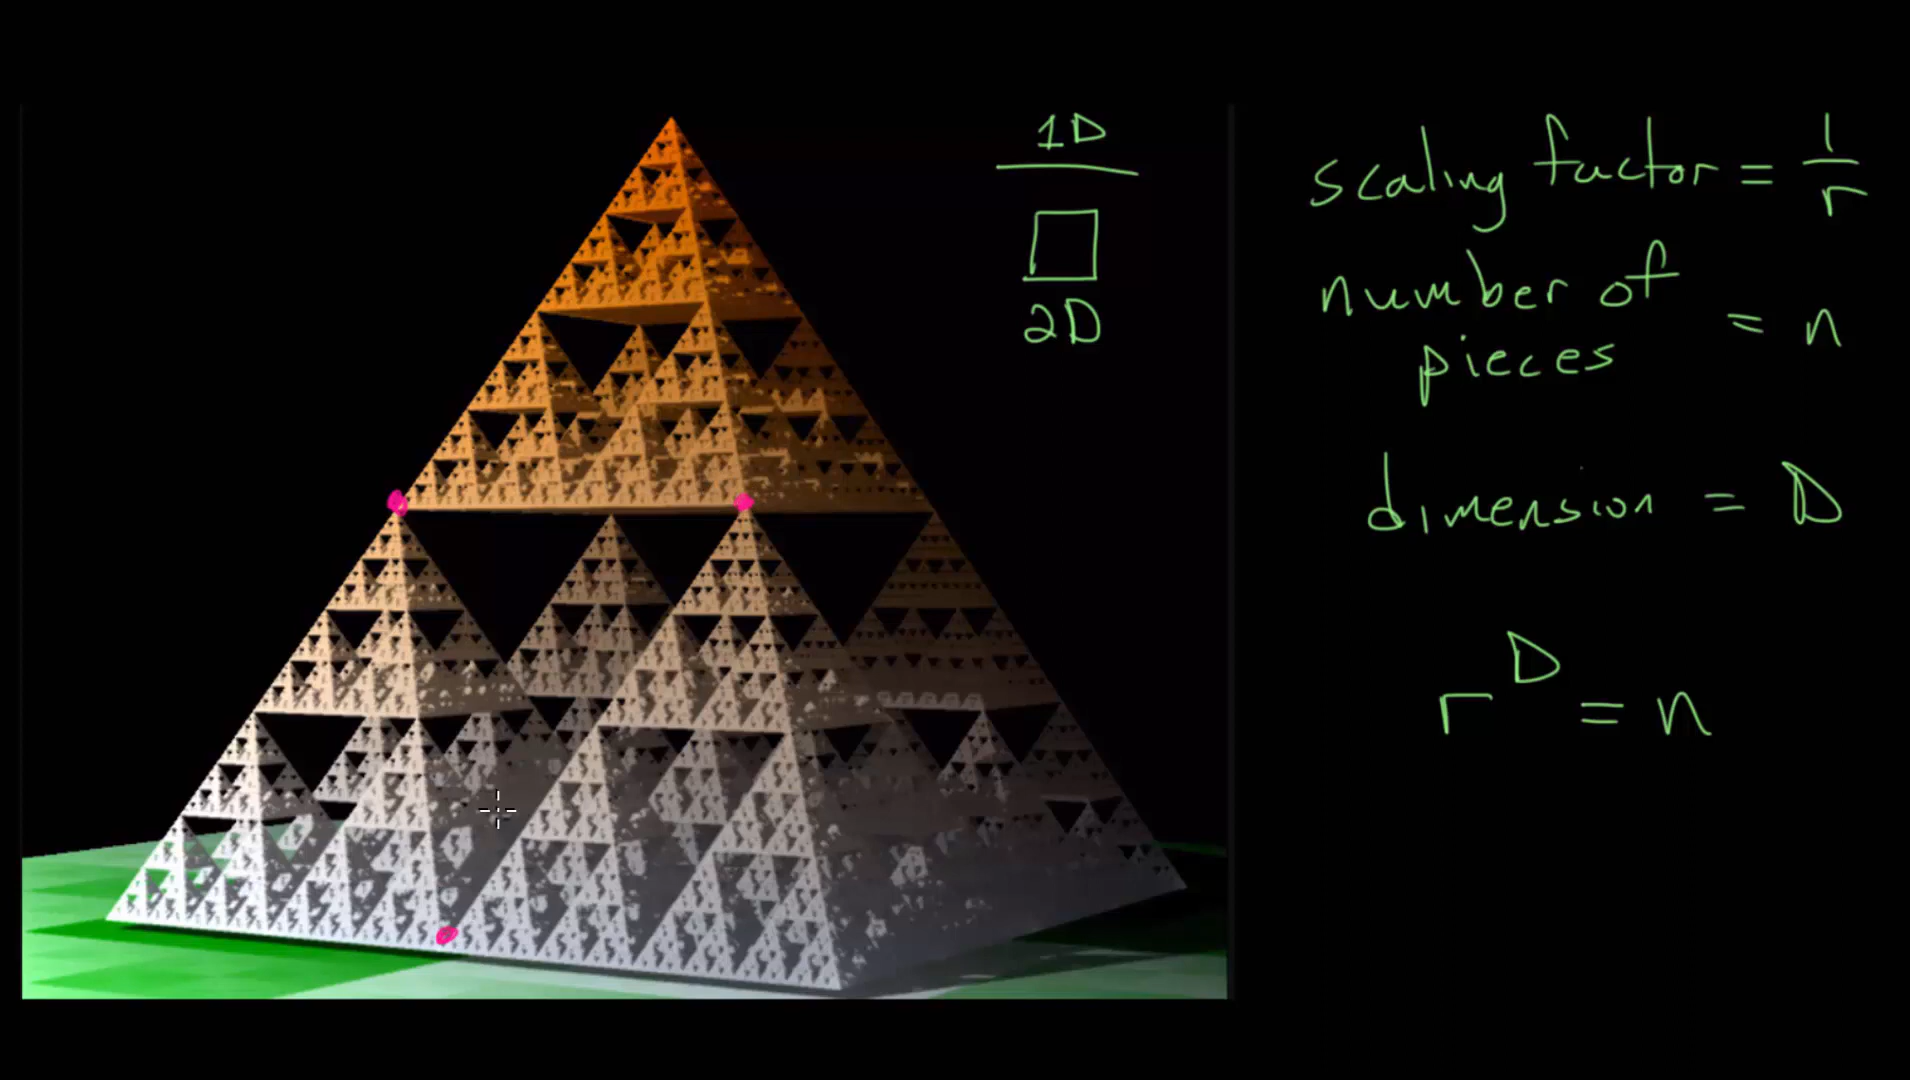 1D
2D
scaling factor = 1/r
number of
pieces = n
dimension = D
r^D = n